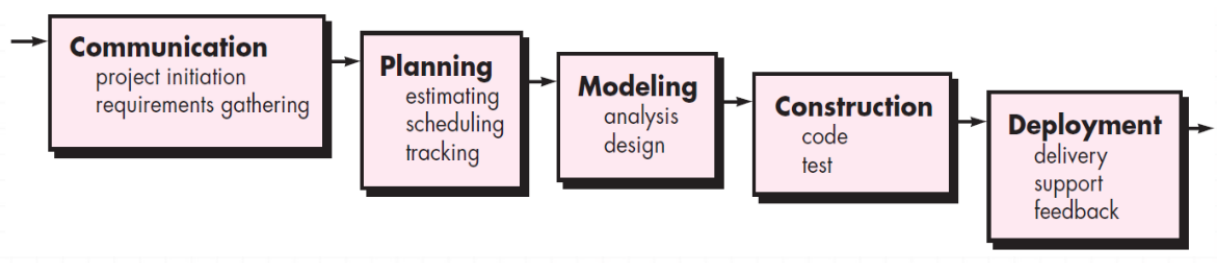 Communication
project initiation
requirements gathering
Planning
estimating
scheduling
tracking
Modeling
analysis
design
Construction
code
test
Deployment
delivery
support
feedback